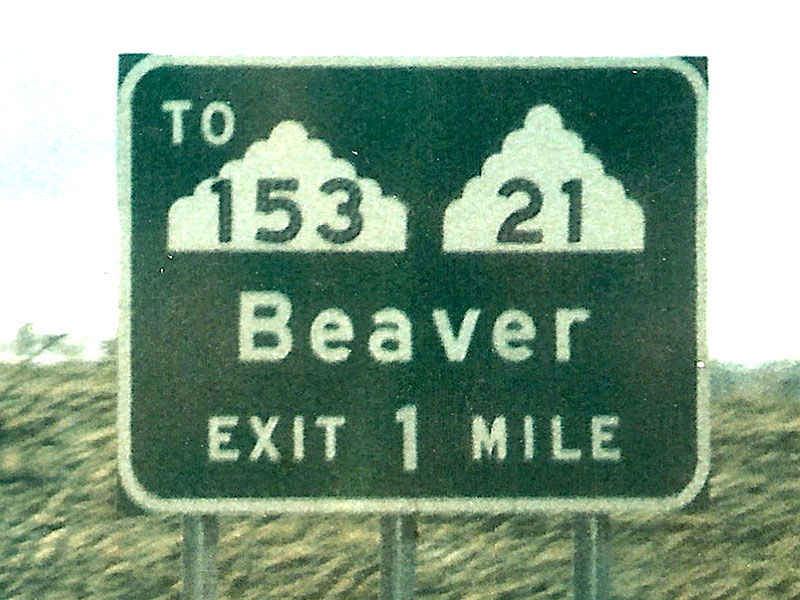 TO
153 21
Beaver
EXIT 1 MILE